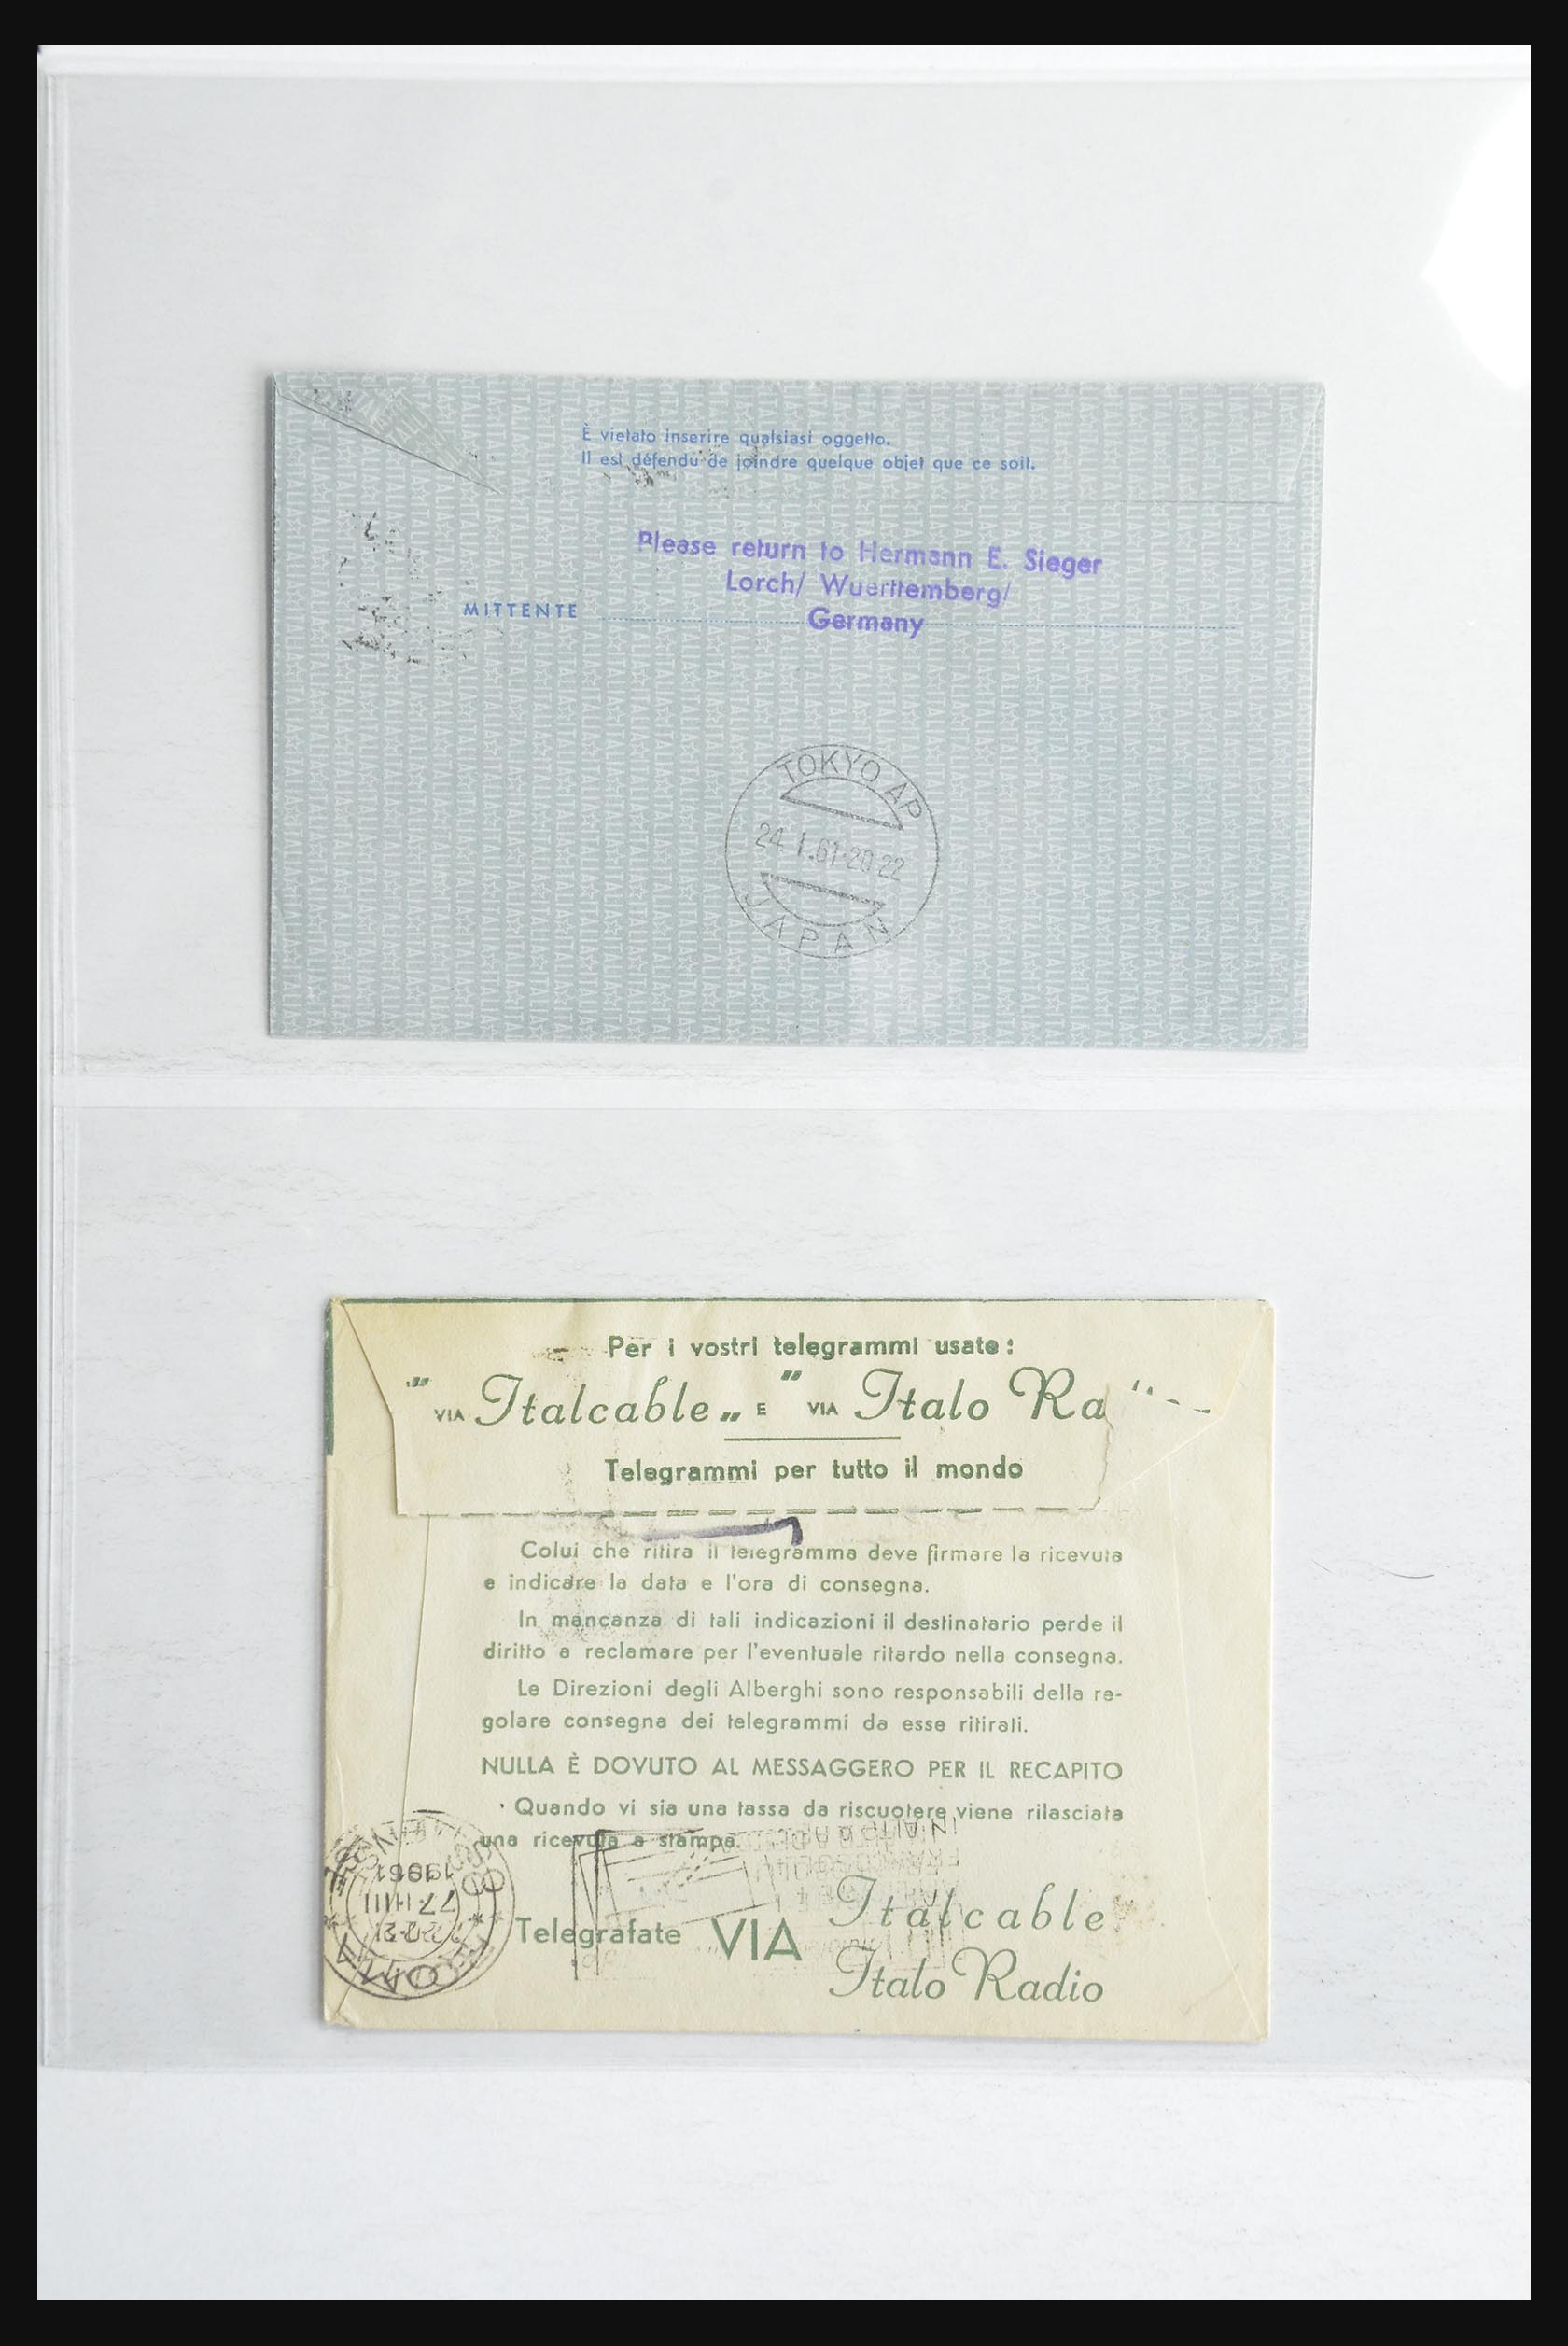 È vietato inserire qualsiasi oggetto.
Il est défendu de joindre quelque objet que ce soit.
Please return to Hermann E. Sieger
Lorch/ Wuerttemberg/
MITTENTE
Germany
TOKYO AP
24.1.61.20-22
JAPAN
Per i vostri telegrammi usate:
" VIA Italcable „ E " VIA Italo Ra
Telegrammi per tutto il mondo
Colui che ritira il telegramma deve firmare la ricevuta
e indicare la data e l'ora di consegna.
In mancanza di tali indicazioni il destinatario perde il
diritto a reclamare per l'eventuale ritardo nella consegna.
Le Direzioni degli Alberghi sono responsabili della re-
golare consegna dei telegrammi da esse ritirati.
NULLA È DOVUTO AL MESSAGGERO PER IL RECAPITO
Quando vi sia una tassa da riscuotere viene rilasciata
una ricevuta a stampa.
1961
Telegrafate VIA Italcable
Italo Radio
ROMA